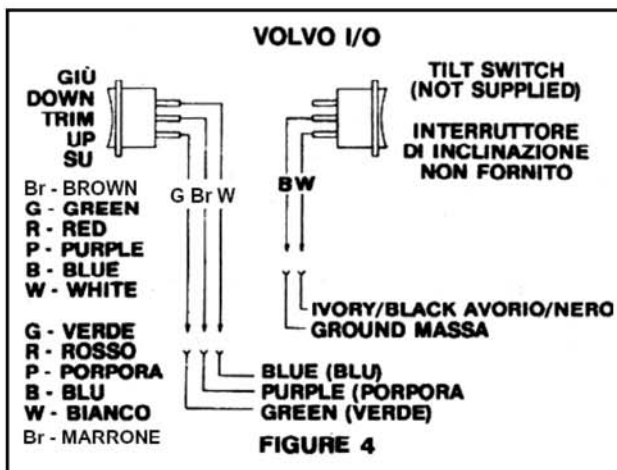 VOLVO I/O
GIÙ
DOWN
TRIM
UP
SU
TILT SWITCH
(NOT SUPPLIED)
INTERRUTTORE
DI INCLINAZIONE
NON FORNITO
Br - BROWN
G - GREEN
R - RED
P - PURPLE
B - BLUE
W - WHITE
G Br W
B W
IVORY/BLACK AVORIO/NERO
GROUND MASSA
G - VERDE
R - ROSSO
P - PORPORA
B - BLU
W - BIANCO
Br - MARRONE
BLUE (BLU)
PURPLE (PORPORA
GREEN (VERDE)
FIGURE 4